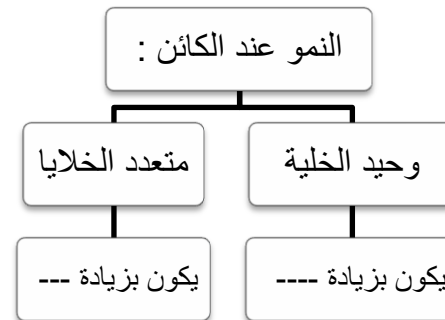 النمو عند الكائن :
وحيد الخلية
متعدد الخلايا
يكون بزيادة ----
يكون بزيادة ---